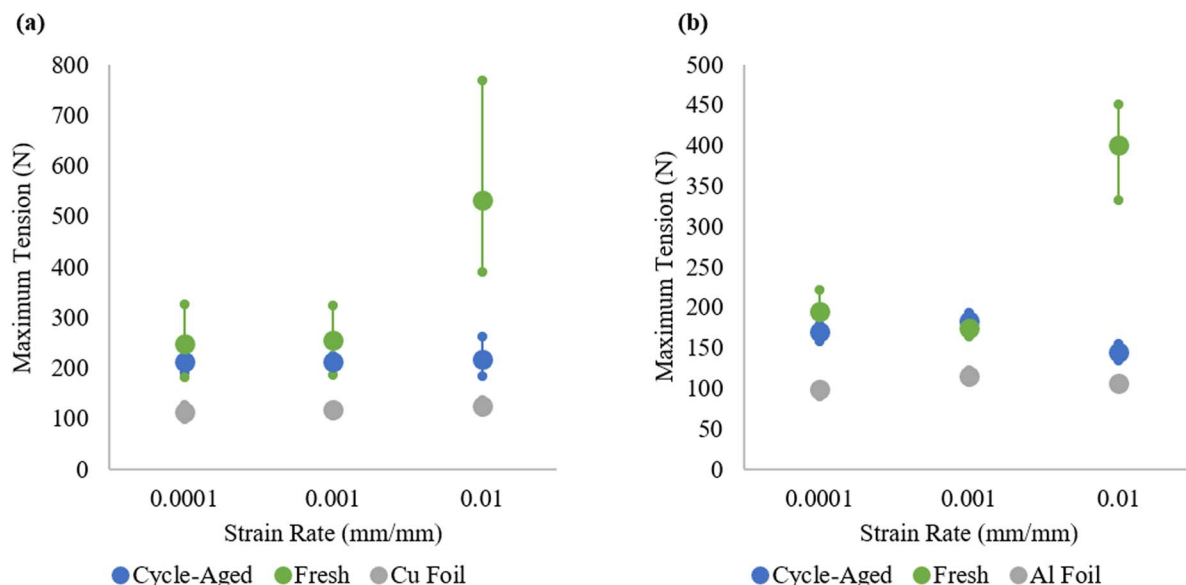 (a)
Maximum Tension (N)
800
700
600
500
400
300
200
100
0
0.0001 0.001 0.01
Strain Rate (mm/mm)
Cycle-Aged Fresh Cu Foil
(b)
Maximum Tension (N)
500
450
400
350
300
250
200
150
100
50
0
0.0001 0.001 0.01
Strain Rate (mm/mm)
Cycle-Aged Fresh Al Foil